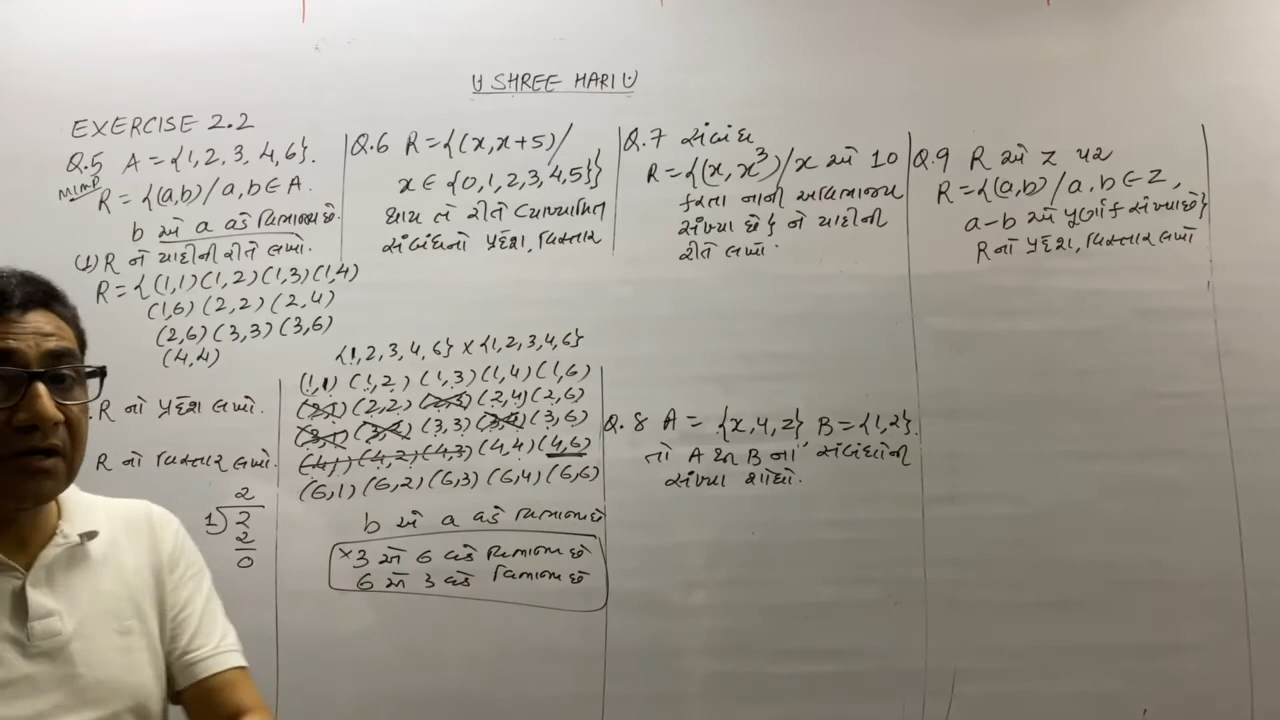 U SHREE HARI U
EXERCISE 2.2
Q.5 A = {1, 2, 3, 4, 6}.
MIMP
R = {(a,b) / a, b ∈ A.
b એ a વડે વિભાજ્ય છે.
(1) R ને યાદીની રીતે લખો.
R = { (1,1) (1,2) (1,3) (1,4)
(1,6) (2,2) (2,4)
(2,6) (3,3) (3,6)
(4,4)
R નો પ્રદેશ લખો.
R નો વિસ્તાર લખો.
2
1) 2
2
0
{1, 2, 3, 4, 6} X {1, 2, 3, 4, 6}
(1,1) (1,2) (1,3) (1,4) (1,6)
(2,1) (2,2) (2,3) (2,4) (2,6)
(3,1) (3,2) (3,3) (3,4) (3,6)
(4,1) (4,2) (4,3) (4,4) (4,6)
(6,1) (6,2) (6,3) (6,4) (6,6)
b એ a વડે વિભાજ્ય છે
× 3 એ 6 વડે વિભાજ્ય છે
6 એ 3 વડે વિભાજ્ય છે
Q.6 R = {(x, x+5) /
x ∈ {0, 1, 2, 3, 4, 5}}
થાય તે રીતે વ્યાખ્યાયિત
સંબંધનો પ્રદેશ, વિસ્તાર
Q.7 સંબંધ
R = {(x, x³) / x એ 10
કરતા નાની અવિભાજ્ય
સંખ્યા છે} ને યાદીની
રીતે લખો.
Q.8 A = {x, y, z} B = {1, 2}.
તો A થી B ના સંબંધોની
સંખ્યા શોધો.
Q.9 R એ Z પર
R = {(a,b) / a, b ∈ Z,
a – b એ પૂર્ણાંક સંખ્યા છે}
R નો પ્રદેશ, વિસ્તાર લખો